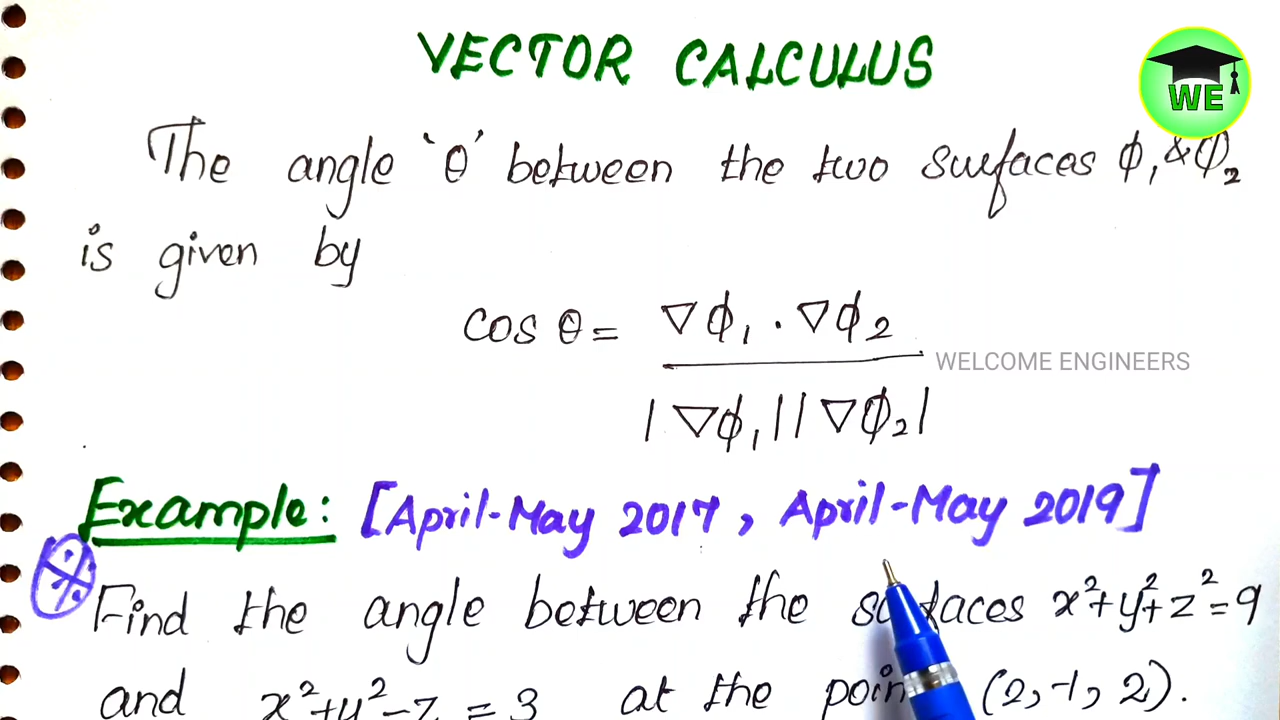 VECTOR CALCULUS
WE
The angle 'θ' between the two surfaces ϕ₁ & ϕ₂
is given by
cos θ = ∇ϕ₁ . ∇ϕ₂
WELCOME ENGINEERS
|∇ϕ₁| |∇ϕ₂|
Example: [April-May 2017, April-May 2019]
Find the angle between the surfaces x²+y²+z²=9
and x²+y²-z=3 at the point (2,-1,2).